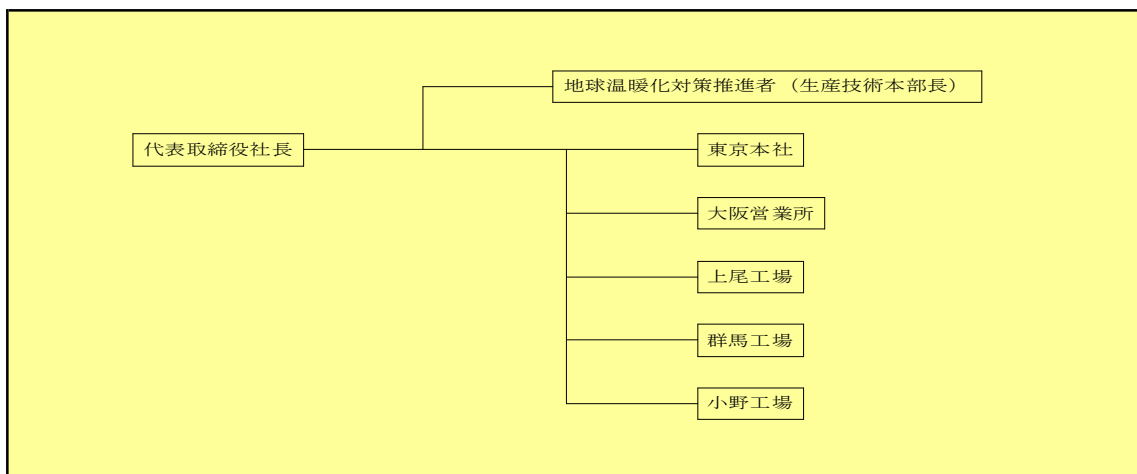 地球温暖化対策推進者（生産技術本部長）
代表取締役社長
東京本社
大阪営業所
上尾工場
群馬工場
小野工場